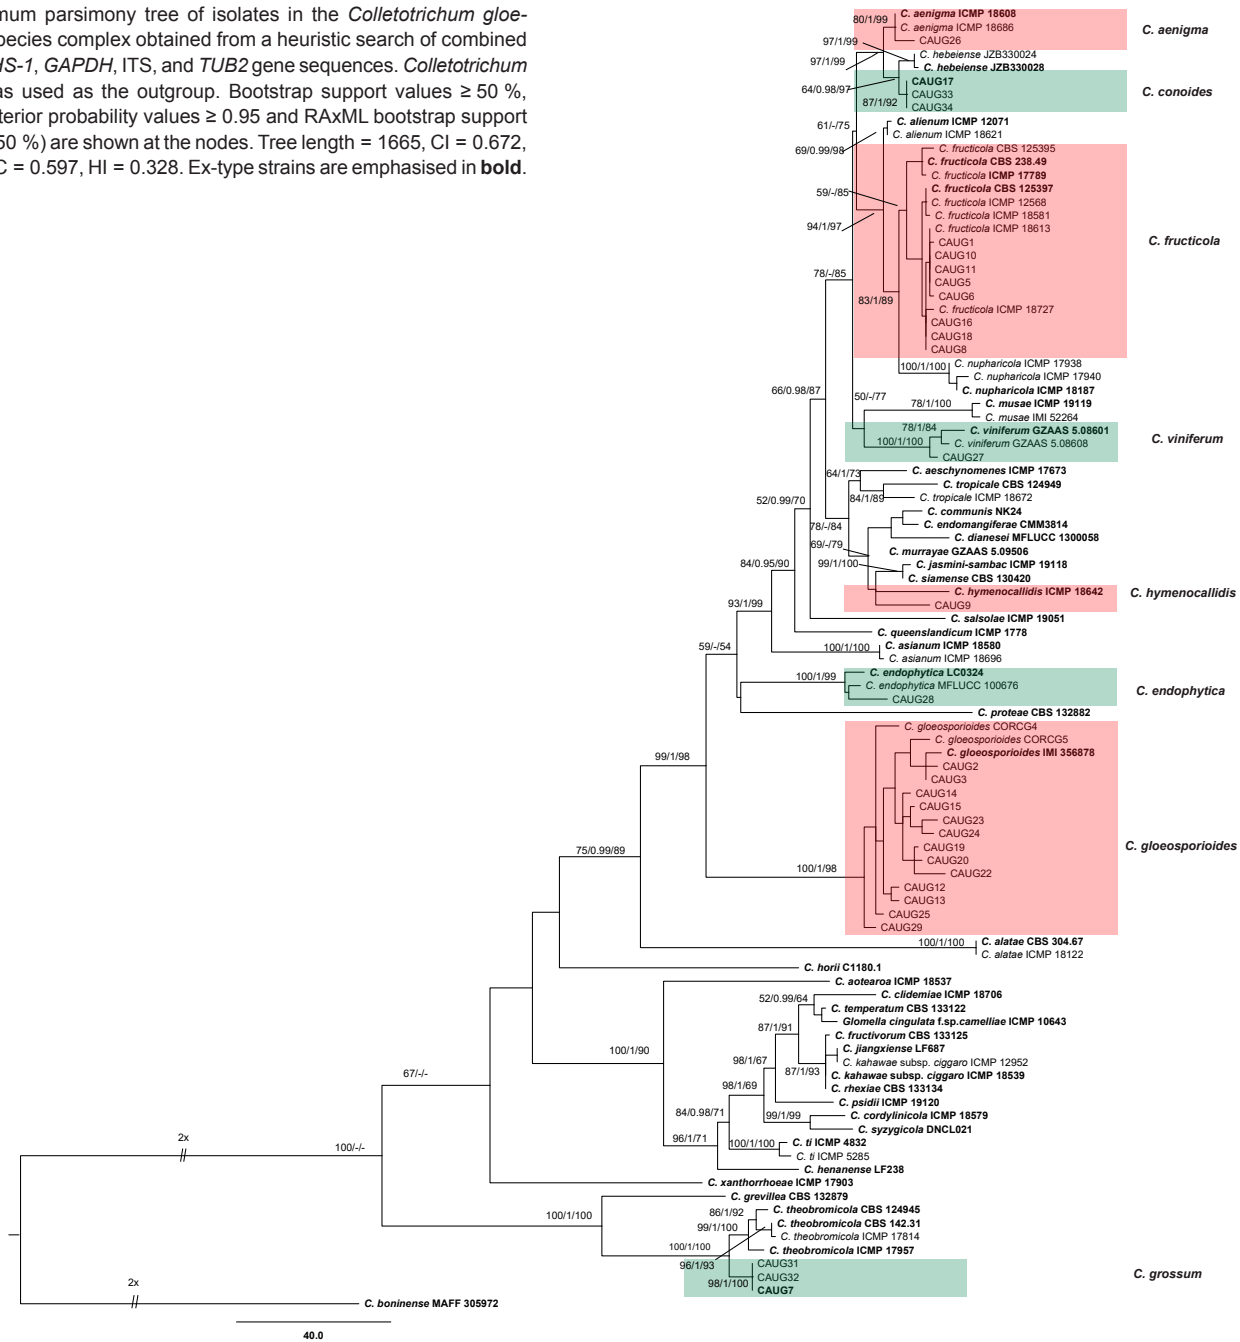 mum parsimony tree of isolates in the Colletotrichum gloe-
pecies complex obtained from a heuristic search of combined
HS-1, GAPDH, ITS, and TUB2 gene sequences. Colletotrichum
as used as the outgroup. Bootstrap support values ≥ 50 %,
terior probability values ≥ 0.95 and RAxML bootstrap support
50 %) are shown at the nodes. Tree length = 1665, CI = 0.672,
C = 0.597, HI = 0.328. Ex-type strains are emphasised in bold.
80/1/99
C. aenigma ICMP 18608
C. aenigma ICMP 18686
CAUG26
C. aenigma
97/1/99
97/1/99
C. hebeiense JZB330024
C. hebeiense JZB330028
64/0.98/97
87/1/92
CAUG17
CAUG33
CAUG34
C. conoides
61/-/75
C. alienum ICMP 12071
C. alienum ICMP 18621
69/0.99/98
C. fructicola CBS 125395
C. fructicola CBS 238.49
C. fructicola ICMP 17789
C. fructicola CBS 125397
59/-/85
C. fructicola ICMP 12568
C. fructicola ICMP 18581
94/1/97
C. fructicola ICMP 18613
CAUG1
C. fructicola
CAUG10
CAUG11
78/-/85
CAUG5
CAUG6
83/1/89
C. fructicola ICMP 18727
CAUG16
CAUG18
CAUG8
100/1/100
C. nupharicola ICMP 17938
C. nupharicola ICMP 17940
C. nupharicola ICMP 18187
66/0.98/87
50/-/77
78/1/100
C. musae ICMP 19119
C. musae IMI 52264
78/1/84
C. viniferum GZAAS 5.08601
100/1/100
C. viniferum GZAAS 5.08608
CAUG27
C. viniferum
64/1/73
C. aeschynomenes ICMP 17673
C. tropicale CBS 124949
52/0.99/70
84/1/89
C. tropicale ICMP 18672
C. communis NK24
78/-/84
C. endomangiferae CMM3814
C. dianesei MFLUCC 1300058
69/-/79
C. murrayae GZAAS 5.09506
84/0.95/90
99/1/100
C. jasmini-sambac ICMP 19118
C. siamense CBS 130420
C. hymenocallidis ICMP 18642
C. hymenocallidis
CAUG9
93/1/99
C. salsolae ICMP 19051
C. queenslandicum ICMP 1778
59/-/54
100/1/100
C. asianum ICMP 18580
C. asianum ICMP 18696
100/1/99
C. endophytica LC0324
C. endophytica MFLUCC 100676
CAUG28
C. endophytica
C. proteae CBS 132882
C. gloeosporioides CORCG4
C. gloeosporioides CORCG5
C. gloeosporioides IMI 356878
99/1/98
CAUG2
CAUG3
CAUG14
CAUG15
CAUG23
CAUG24
CAUG19
C. gloeosporioides
75/0.99/89
CAUG20
100/1/98
CAUG22
CAUG12
CAUG13
CAUG25
CAUG29
100/1/100
C. alatae CBS 304.67
C. alatae ICMP 18122
C. horii C1180.1
C. aotearoa ICMP 18537
52/0.99/64
C. clidemiae ICMP 18706
C. temperatum CBS 133122
Glomella cingulata f.sp.camelliae ICMP 10643
87/1/91
C. fructivorum CBS 133125
100/1/90
C. jiangxiense LF687
98/1/67
C. kahawae subsp. ciggaro ICMP 12952
87/1/93
C. kahawae subsp. ciggaro ICMP 18539
67/-/-
98/1/69
C. rhexiae CBS 133134
C. psidii ICMP 19120
84/0.98/71
99/1/99
C. cordylinicola ICMP 18579
C. syzygicola DNCL021
96/1/71
100/1/100
C. ti ICMP 4832
2x
100/-/-
C. ti ICMP 5285
C. henanense LF238
C. xanthorrhoeae ICMP 17903
C. grevillea CBS 132879
100/1/100
86/1/92
C. theobromicola CBS 124945
99/1/100
C. theobromicola CBS 142.31
C. theobromicola ICMP 17814
100/1/100
C. theobromicola ICMP 17957
96/1/93
CAUG31
98/1/100
CAUG32
CAUG7
C. grossum
2x
C. boninense MAFF 305972
40.0